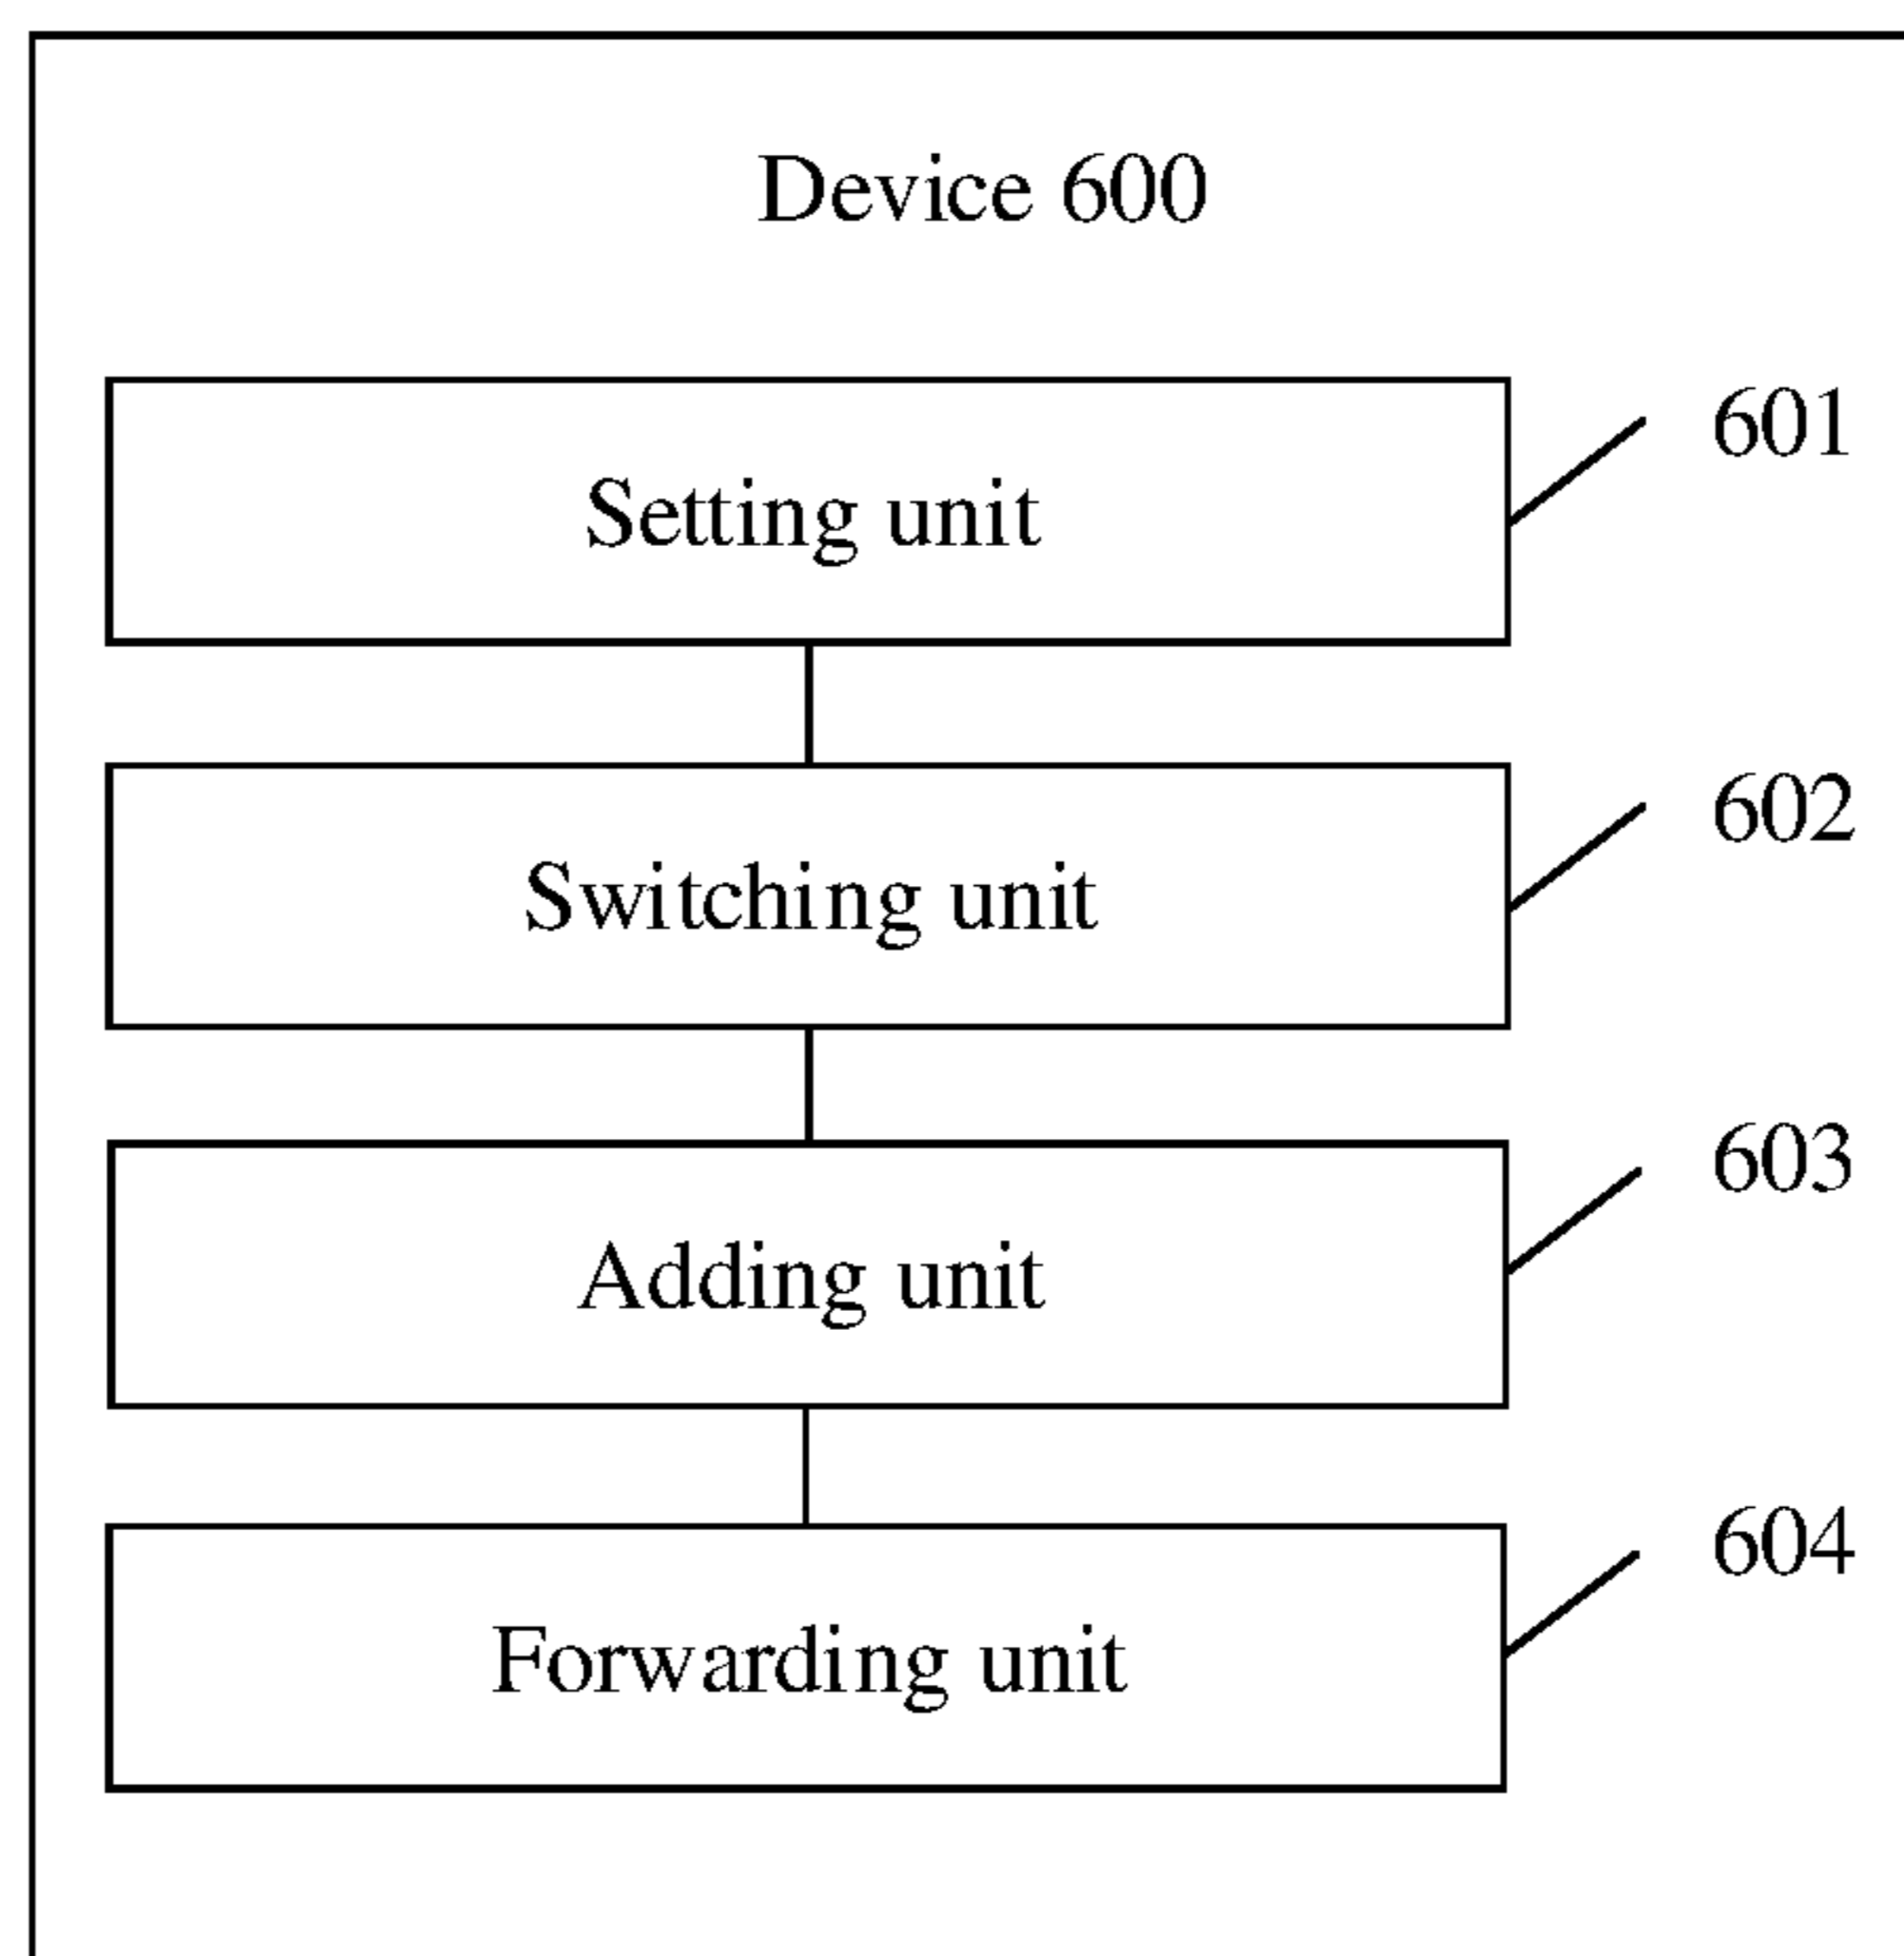 Device 600
Setting unit
601
Switching unit
602
Adding unit
603
Forwarding unit
604